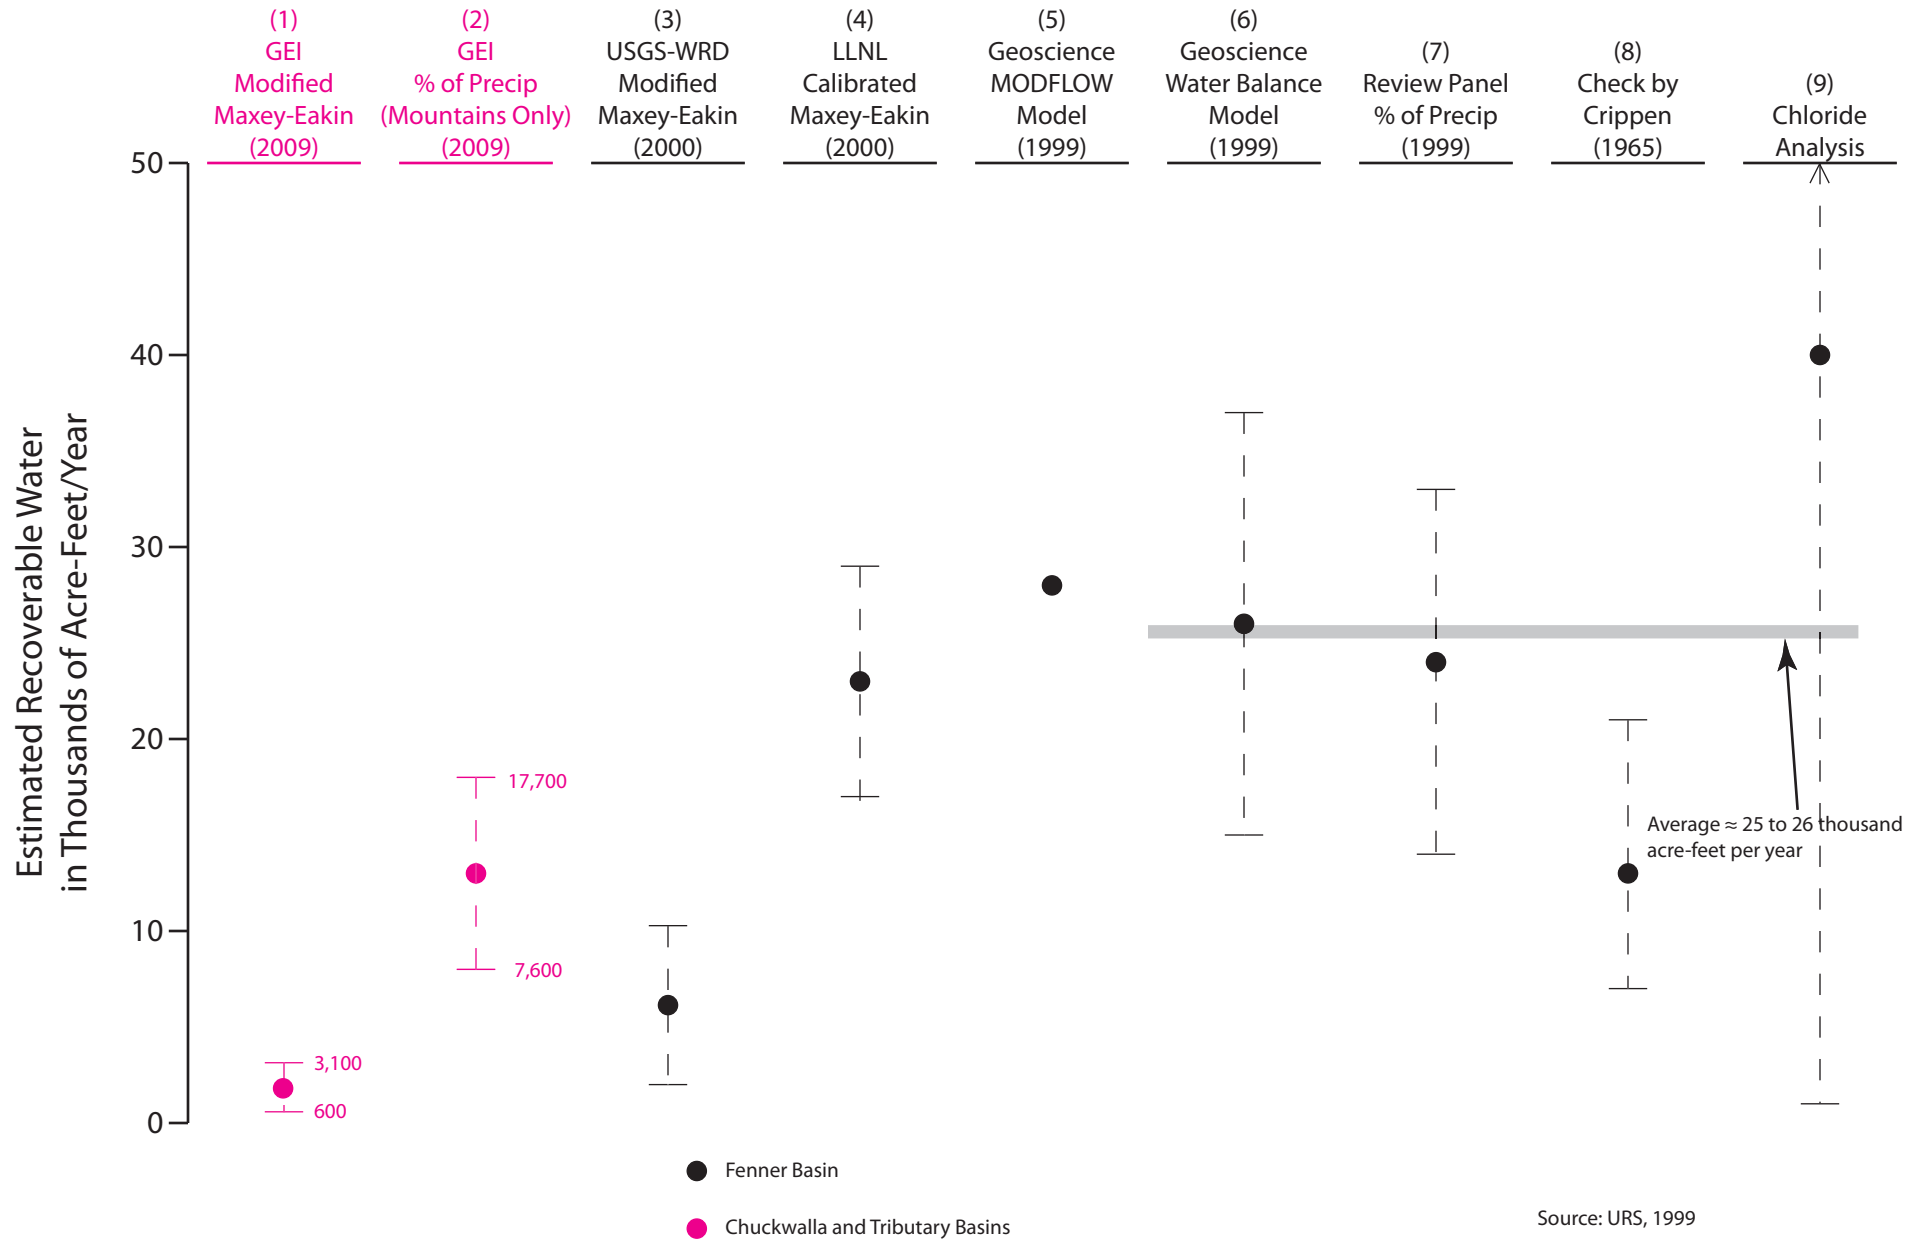 (1)
GEI
Modified
Maxey-Eakin
(2009)
(2)
GEI
% of Precip
(Mountains Only)
(2009)
(3)
USGS-WRD
Modified
Maxey-Eakin
(2000)
(4)
LLNL
Calibrated
Maxey-Eakin
(2000)
(5)
Geoscience
MODFLOW
Model
(1999)
(6)
Geoscience
Water Balance
Model
(1999)
(7)
Review Panel
% of Precip
(1999)
(8)
Check by
Crippen
(1965)
(9)
Chloride
Analysis
Estimated Recoverable Water
in Thousands of Acre-Feet/Year
50
40
30
20
10
0
17,700
7,600
3,100
600
Average ≈ 25 to 26 thousand
acre-feet per year
Fenner Basin
Chuckwalla and Tributary Basins
Source: URS, 1999